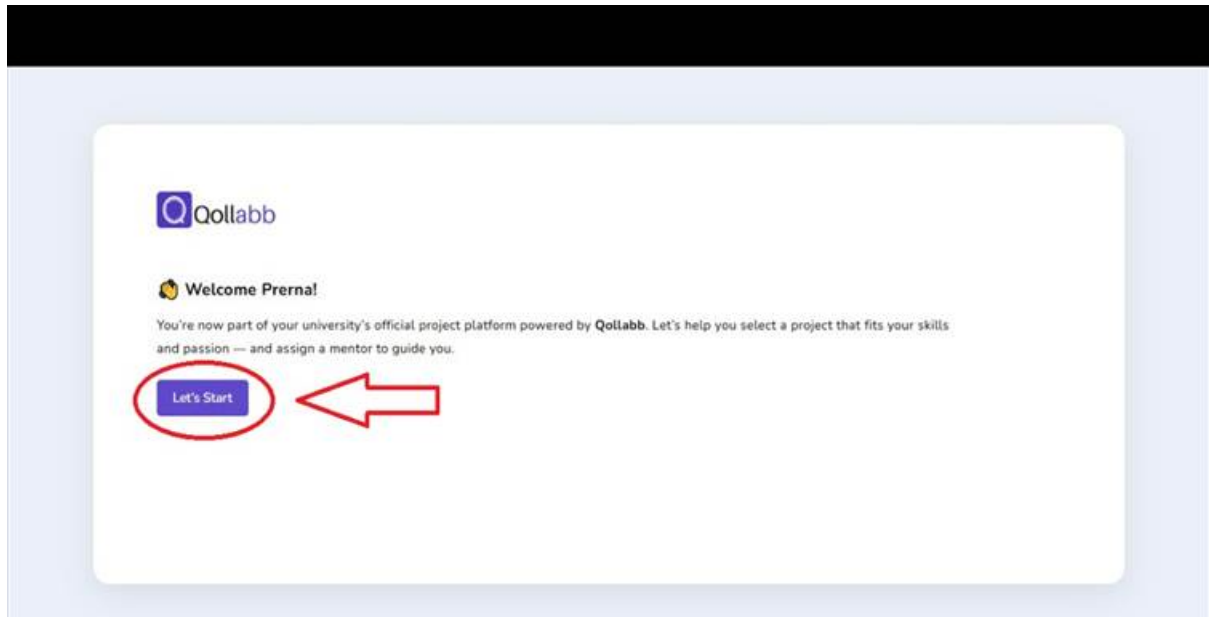 Qollabb
Welcome Prerna!
You're now part of your university's official project platform powered by Qollabb. Let's help you select a project that fits your skills
and passion — and assign a mentor to guide you.
Let's Start